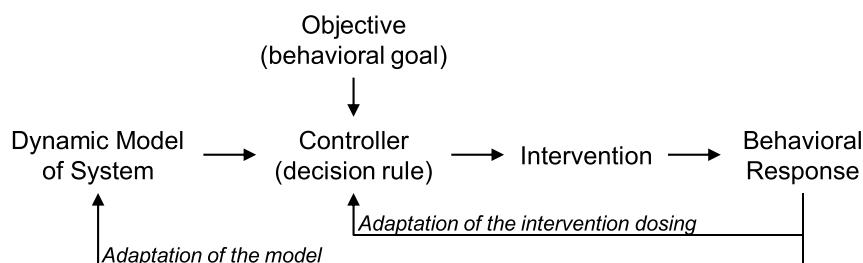 Objective
(behavioral goal)
Dynamic Model
of System
Controller
(decision rule)
Intervention
Behavioral
Response
Adaptation of the intervention dosing
Adaptation of the model